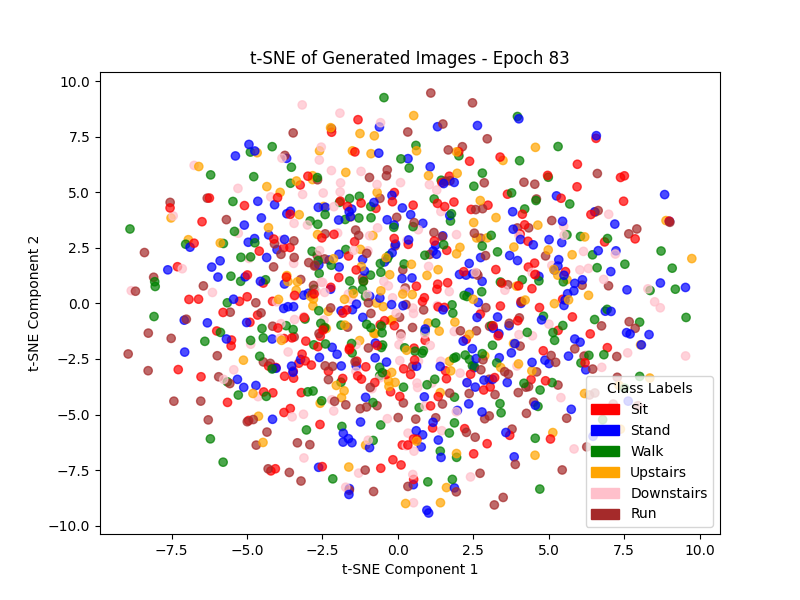 t-SNE of Generated Images - Epoch 83
10.0
7.5
5.0
2.5
0.0
−2.5
−5.0
−7.5
−10.0
t-SNE Component 2
−7.5 −5.0 −2.5 0.0 2.5 5.0 7.5 10.0
t-SNE Component 1
Class Labels
Sit
Stand
Walk
Upstairs
Downstairs
Run